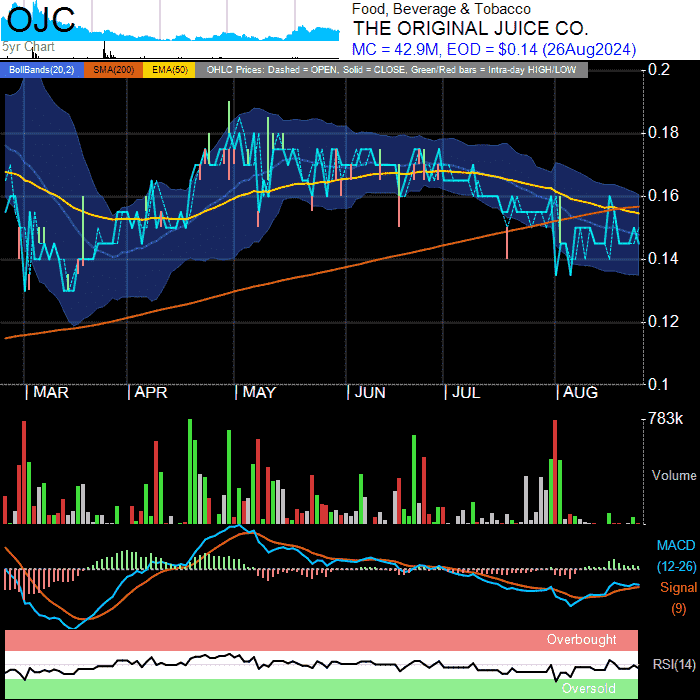 OJC
5yr Chart
Food, Beverage & Tobacco
THE ORIGINAL JUICE CO.
MC = 42.9M, EOD = $0.14 (26Aug2024)
BollBands(20,2) SMA(200) EMA(50) OHLC Prices: Dashed = OPEN, Solid = CLOSE, Green/Red bars = Intra-day HIGH/LOW
0.2
0.18
0.16
0.14
0.12
0.1
MAR APR MAY JUN JUL AUG
783k
Volume
MACD
(12-26)
Signal
(9)
Overbought
RSI(14)
Oversold